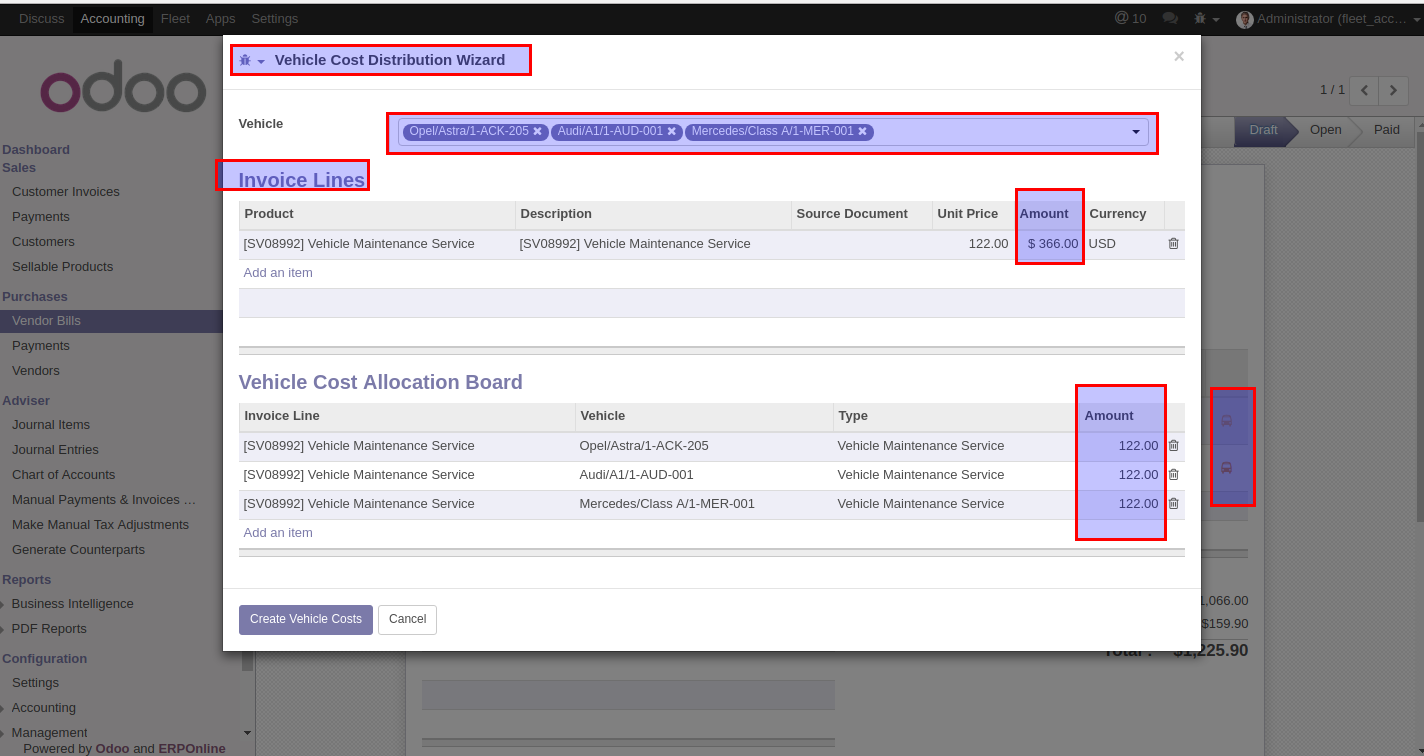 Discuss Accounting Fleet Apps Settings @ 10 Administrator (fleet_acc…
odoo
Vehicle Cost Distribution Wizard ×
1 / 1
Vehicle Opel/Astra/1-ACK-205 ✖ Audi/A1/1-AUD-001 ✖ Mercedes/Class A/1-MER-001 ✖
Draft Open Paid
Dashboard
Sales
Customer Invoices
Payments
Customers
Sellable Products
Purchases
Vendor Bills
Payments
Vendors
Adviser
Journal Items
Journal Entries
Chart of Accounts
Manual Payments & Invoices …
Make Manual Tax Adjustments
Generate Counterparts
Reports
Business Intelligence
PDF Reports
Configuration
Settings
Accounting
Management
Powered by Odoo and ERPOnline
Invoice Lines
Product Description Source Document Unit Price Amount Currency
[SV08992] Vehicle Maintenance Service [SV08992] Vehicle Maintenance Service 122.00 $ 366.00 USD
Add an item
Vehicle Cost Allocation Board
Invoice Line Vehicle Type Amount
[SV08992] Vehicle Maintenance Service Opel/Astra/1-ACK-205 Vehicle Maintenance Service 122.00
[SV08992] Vehicle Maintenance Service Audi/A1/1-AUD-001 Vehicle Maintenance Service 122.00
[SV08992] Vehicle Maintenance Service Mercedes/Class A/1-MER-001 Vehicle Maintenance Service 122.00
Add an item
Create Vehicle Costs Cancel
1,066.00
$159.90
Total : $1,225.90